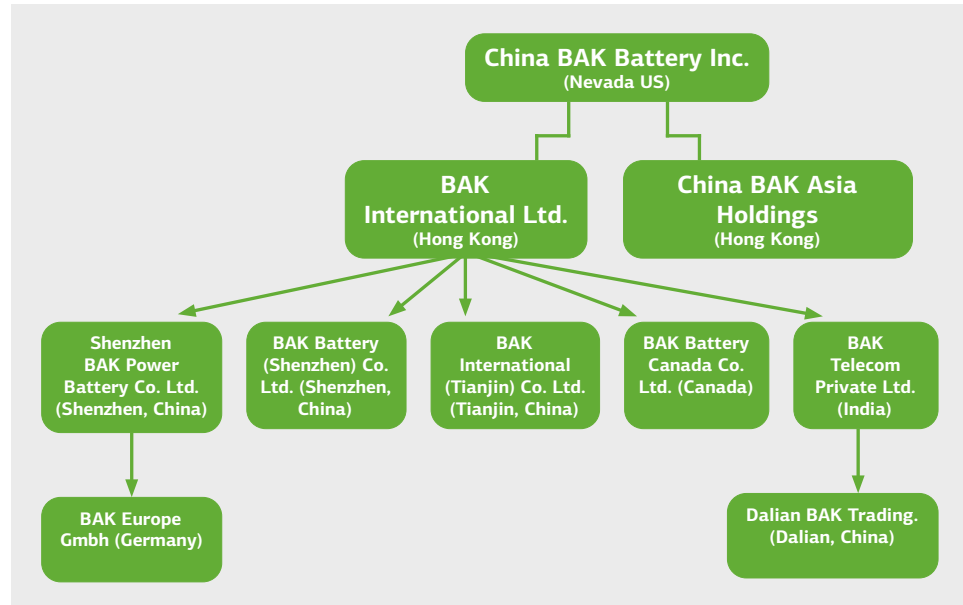 China BAK Battery Inc.
(Nevada US)
BAK
International Ltd.
(Hong Kong)
China BAK Asia
Holdings
(Hong Kong)
Shenzhen
BAK Power
Battery Co. Ltd.
(Shenzhen, China)
BAK Battery
(Shenzhen) Co.
Ltd. (Shenzhen,
China)
BAK
International
(Tianjin) Co. Ltd.
(Tianjin, China)
BAK Battery
Canada Co.
Ltd. (Canada)
BAK
Telecom
Private Ltd.
(India)
BAK Europe
Gmbh (Germany)
Dalian BAK Trading.
(Dalian, China)